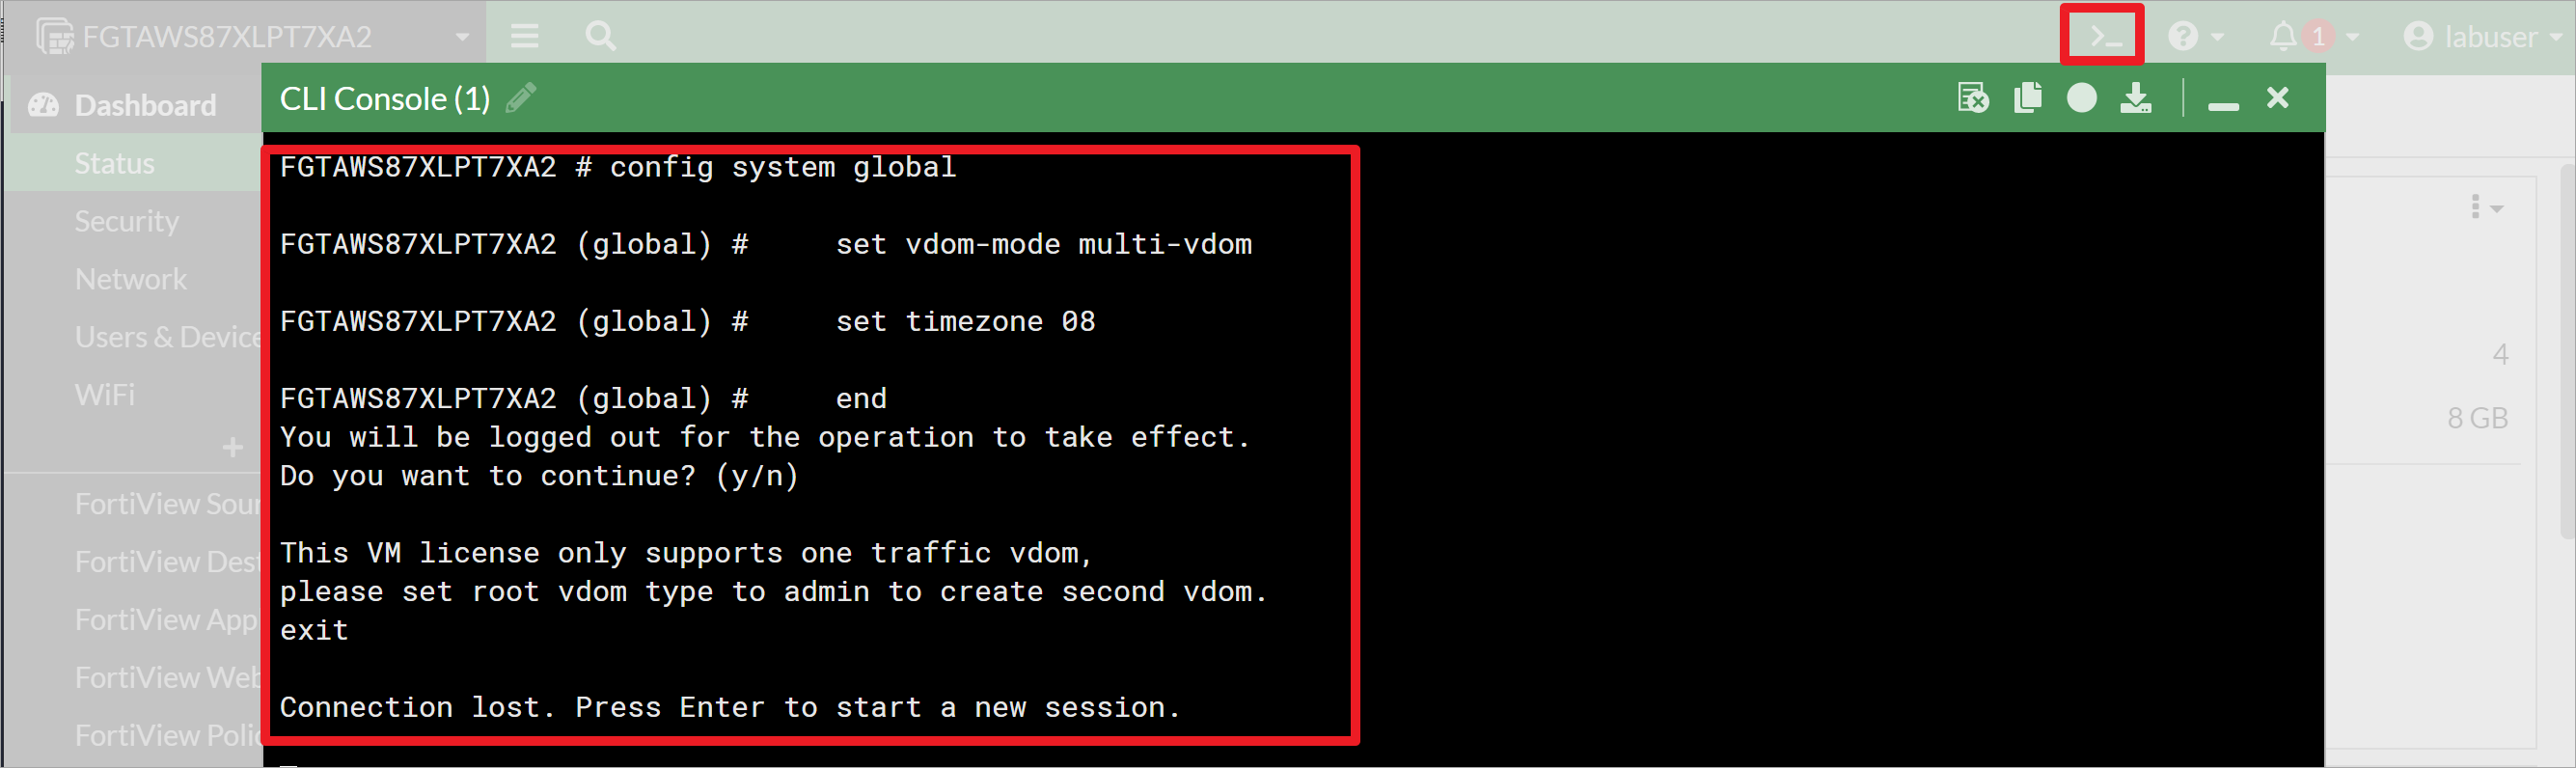 FGTAWS87XLPT7XA2
1
labuser
CLI Console (1)
Dashboard
Status
Security
Network
Users & Device
WiFi
+
FortiView Sour
FortiView Dest
FortiView App
FortiView Web
FortiView Polic
FGTAWS87XLPT7XA2 # config system global
FGTAWS87XLPT7XA2 (global) #     set vdom-mode multi-vdom
FGTAWS87XLPT7XA2 (global) #     set timezone 08
FGTAWS87XLPT7XA2 (global) #     end
You will be logged out for the operation to take effect.
Do you want to continue? (y/n)
This VM license only supports one traffic vdom,
please set root vdom type to admin to create second vdom.
exit
Connection lost. Press Enter to start a new session.
4
8 GB